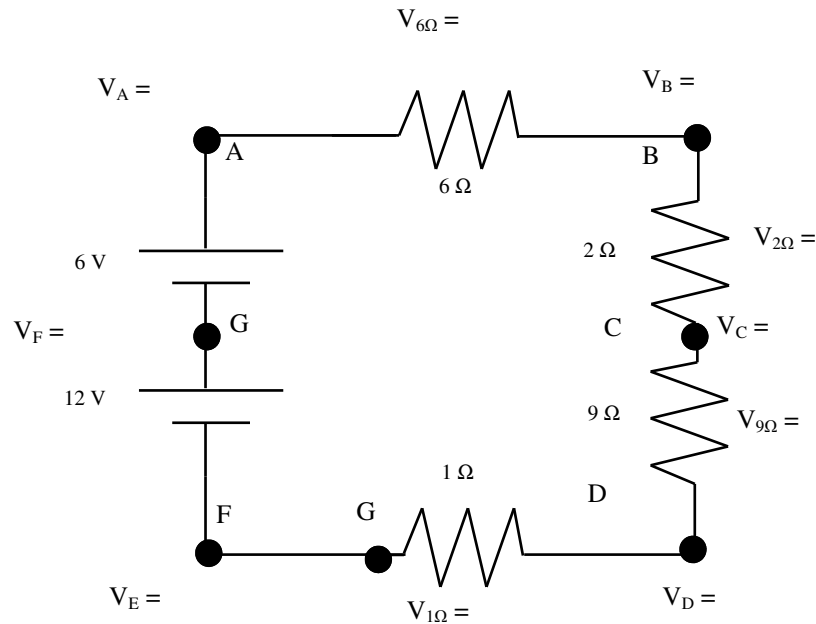 V6Ω =
VA =
VB =
A
B
6 Ω
6 V
2 Ω
V2Ω =
VF =
G
C
VC =
12 V
9 Ω
V9Ω =
1 Ω
D
F
G
VE =
V1Ω =
VD =